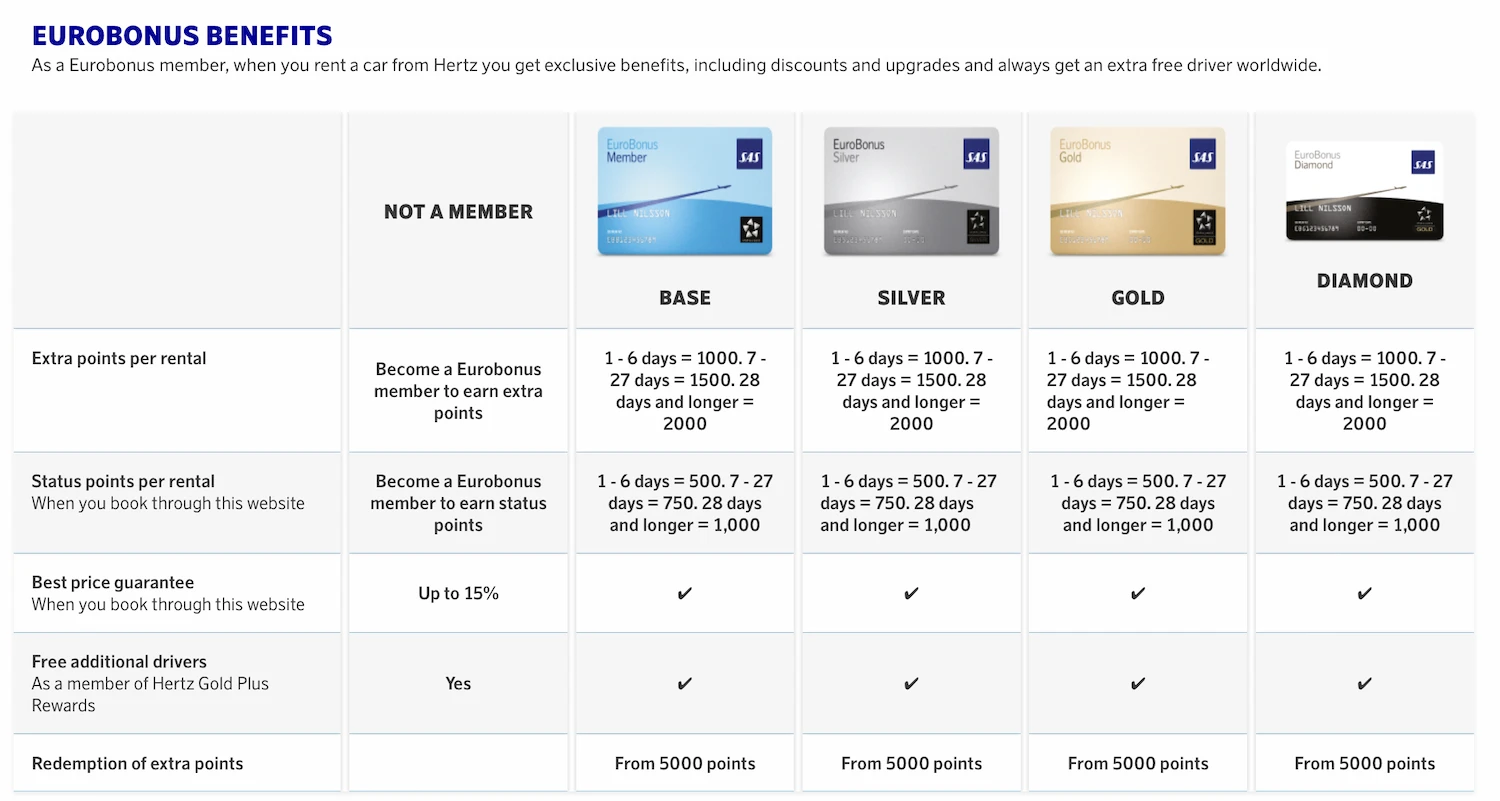 EUROBONUS BENEFITS
As a Eurobonus member, when you rent a car from Hertz you get exclusive benefits, including discounts and upgrades and always get an extra free driver worldwide.
NOT A MEMBER
EuroBonus
Member
SAS
LILL NILSSON
EBG123456789
BASE
EuroBonus
Silver
SAS
LILL NILSSON
EBG123456789
SILVER
EuroBonus
Gold
SAS
LILL NILSSON
EBG123456789
GOLD
GOLD
EuroBonus
Diamond
SAS
LILL NILSSON
EBG123456789 00-00
GOLD
DIAMOND
Extra points per rental
Become a Eurobonus
member to earn extra
points
1 - 6 days = 1000. 7 -
27 days = 1500. 28
days and longer =
2000
1 - 6 days = 1000. 7 -
27 days = 1500. 28
days and longer =
2000
1 - 6 days = 1000. 7 -
27 days = 1500. 28
days and longer =
2000
1 - 6 days = 1000. 7 -
27 days = 1500. 28
days and longer =
2000
Status points per rental
When you book through this website
Become a Eurobonus
member to earn status
points
1 - 6 days = 500. 7 - 27
days = 750. 28 days
and longer = 1,000
1 - 6 days = 500. 7 - 27
days = 750. 28 days
and longer = 1,000
1 - 6 days = 500. 7 - 27
days = 750. 28 days
and longer = 1,000
1 - 6 days = 500. 7 - 27
days = 750. 28 days
and longer = 1,000
Best price guarantee
When you book through this website
Up to 15%
✔
✔
✔
✔
Free additional drivers
As a member of Hertz Gold Plus
Rewards
Yes
✔
✔
✔
✔
Redemption of extra points
From 5000 points
From 5000 points
From 5000 points
From 5000 points